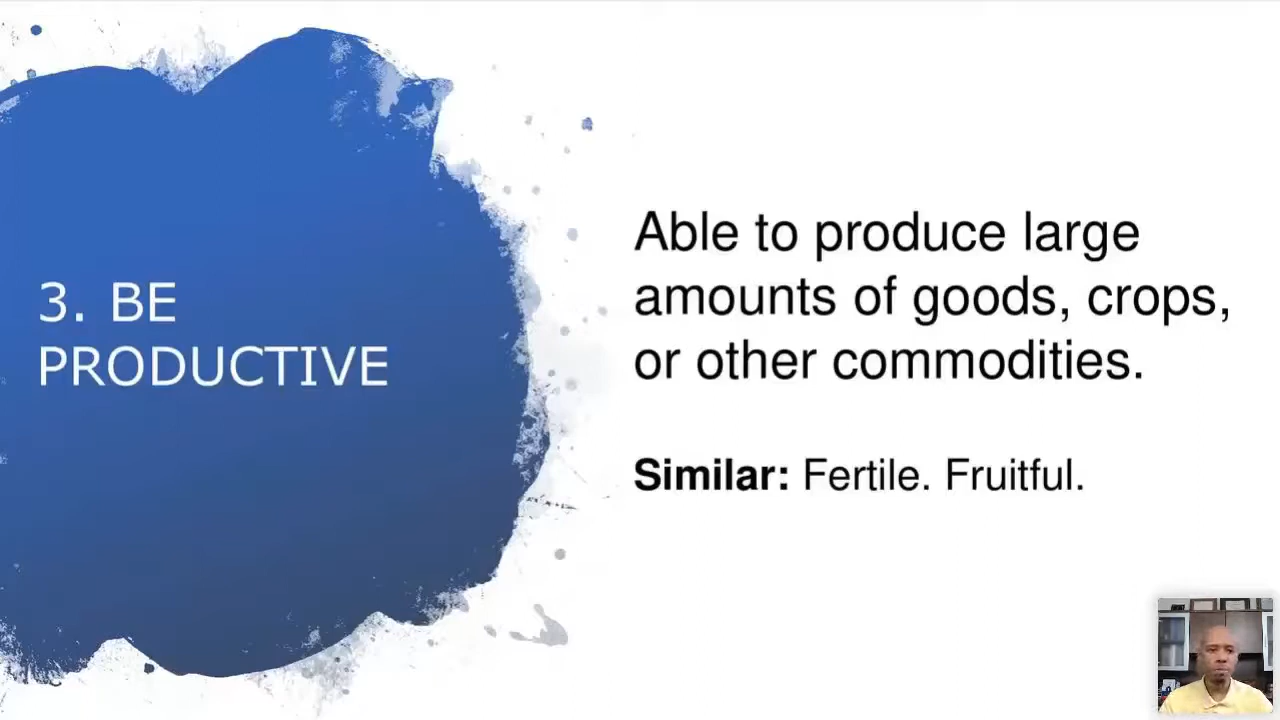 3. BE
PRODUCTIVE
Able to produce large
amounts of goods, crops,
or other commodities.
Similar: Fertile. Fruitful.